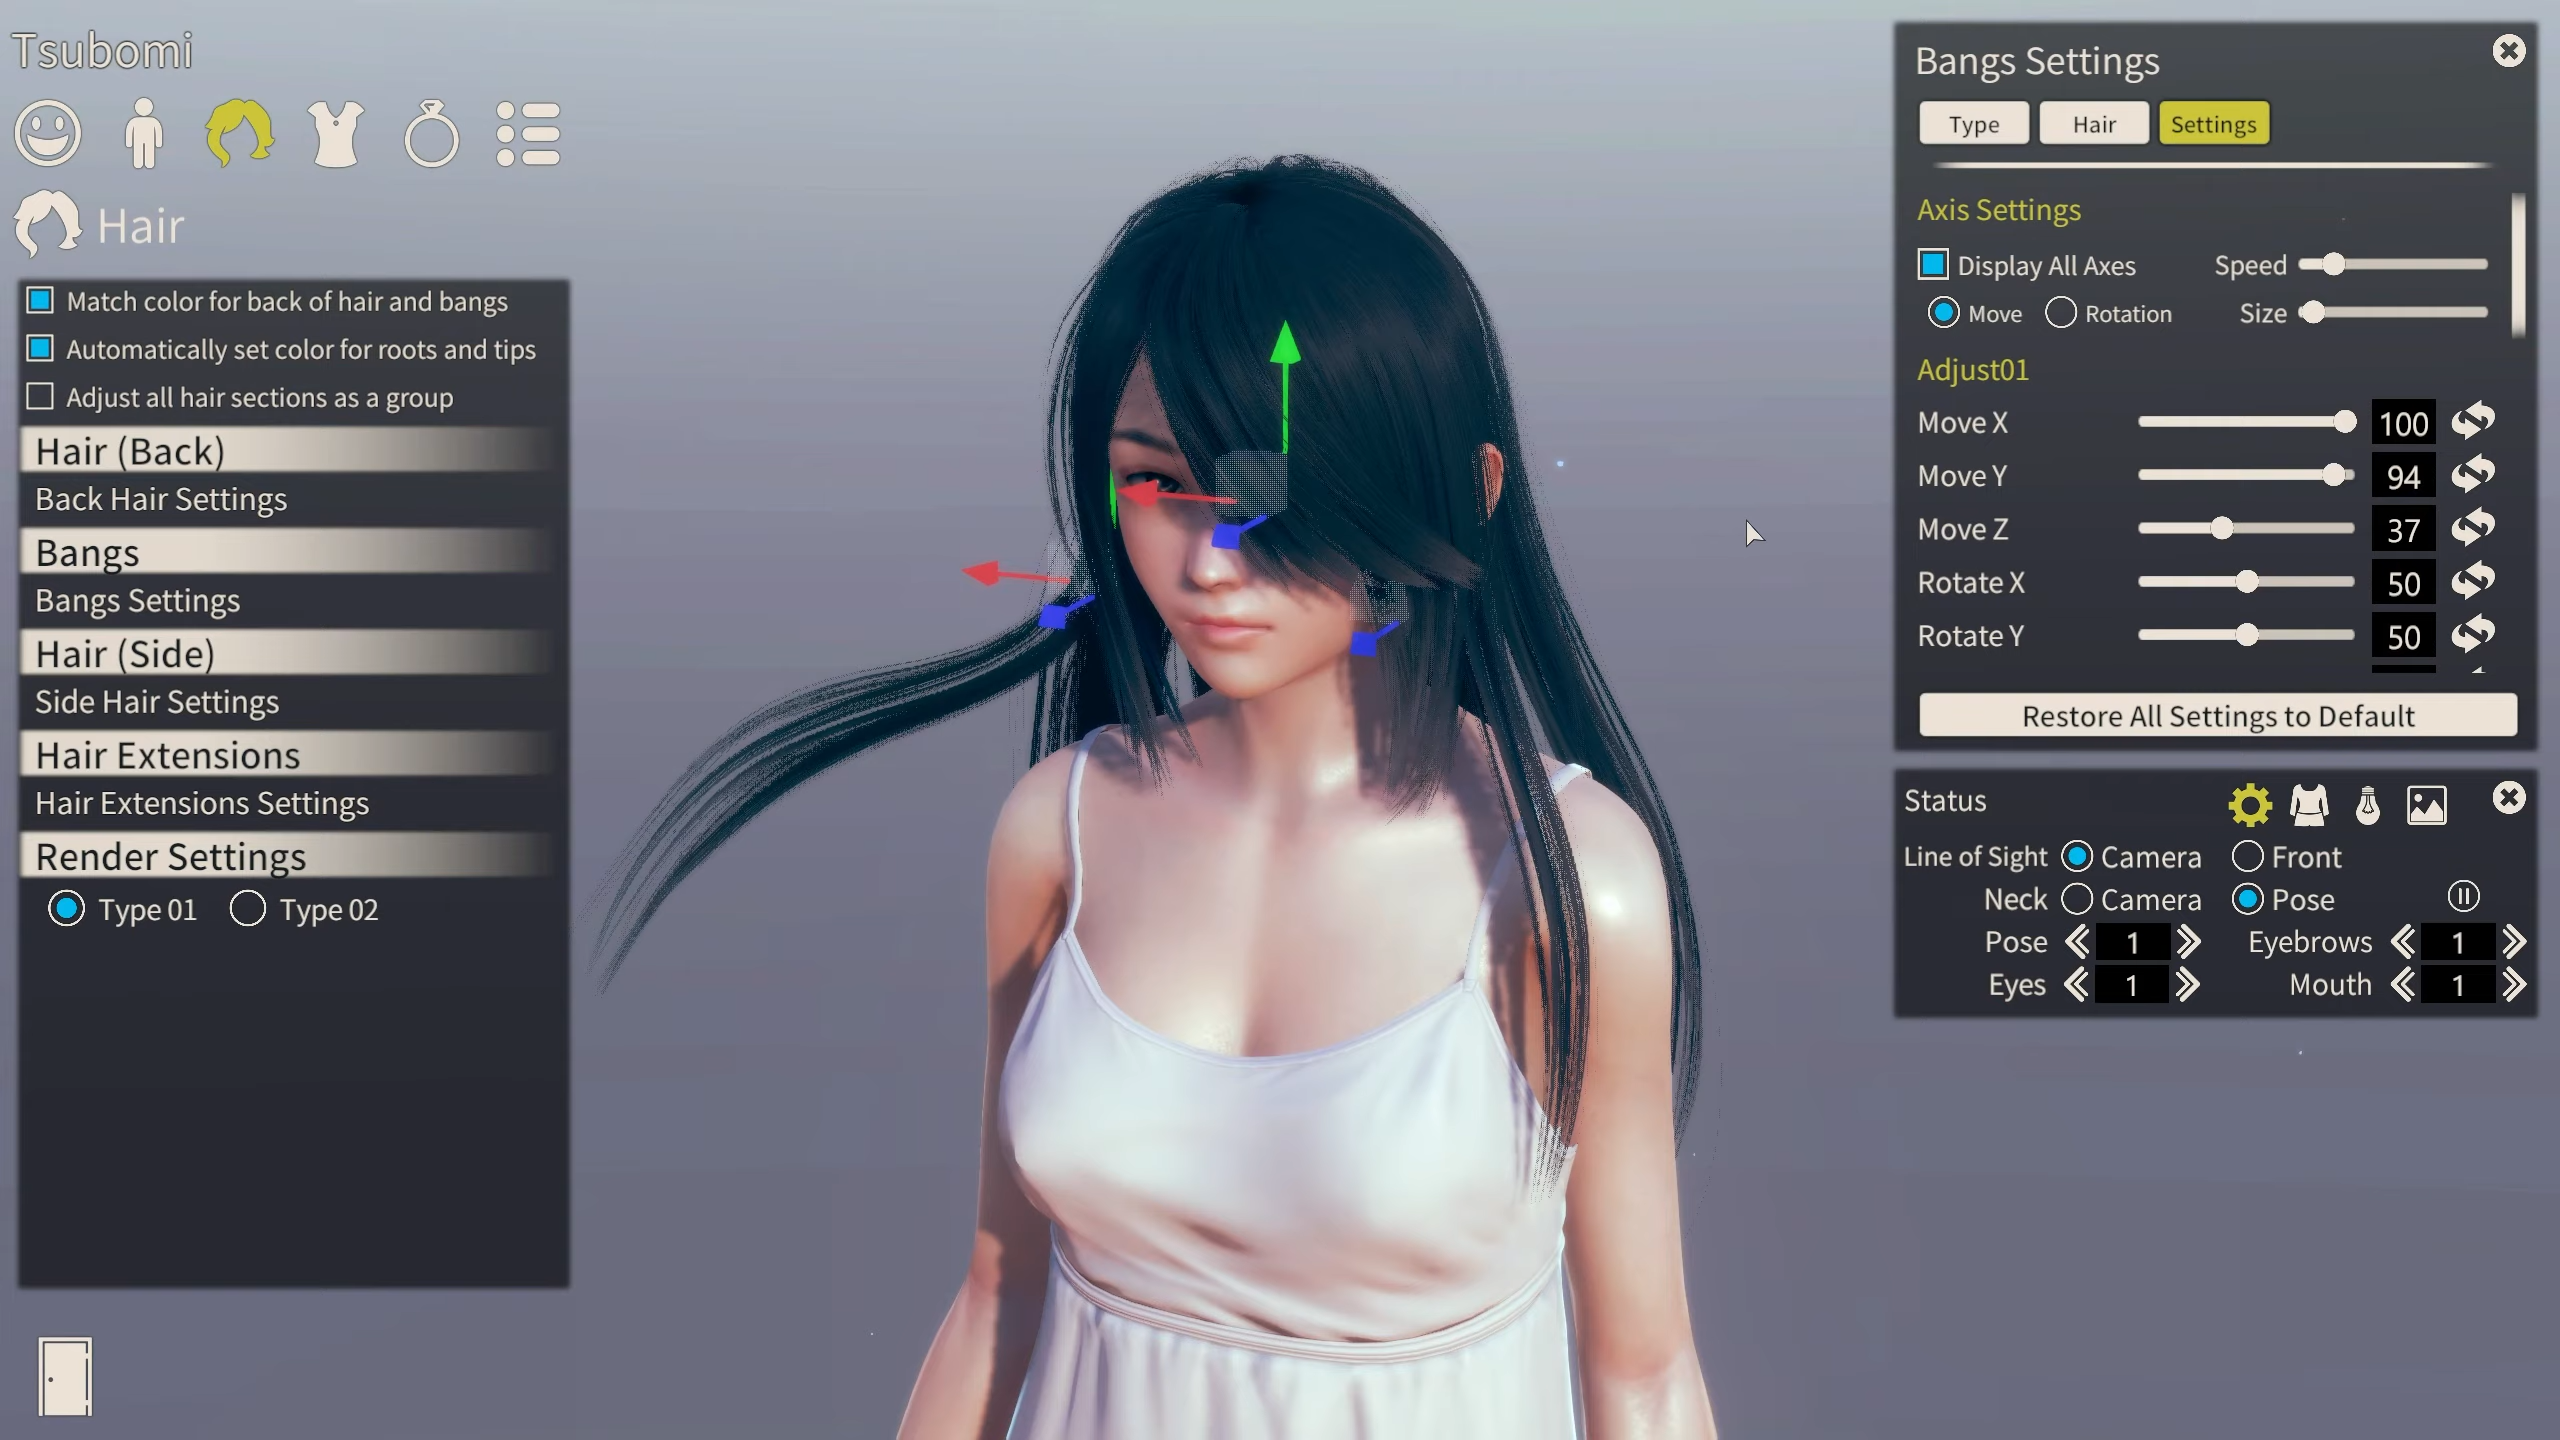 Tsubomi
Hair
Match color for back of hair and bangs
Automatically set color for roots and tips
Adjust all hair sections as a group
Hair (Back)
Back Hair Settings
Bangs
Bangs Settings
Hair (Side)
Side Hair Settings
Hair Extensions
Hair Extensions Settings
Render Settings
Type 01 Type 02
Bangs Settings
Type Hair Settings
Axis Settings
Display All Axes Speed
Move Rotation Size
Adjust01
Move X 100
Move Y 94
Move Z 37
Rotate X 50
Rotate Y 50
Restore All Settings to Default
Status
Line of Sight Camera Front
Neck Camera Pose
Pose 1 Eyebrows 1
Eyes 1 Mouth 1